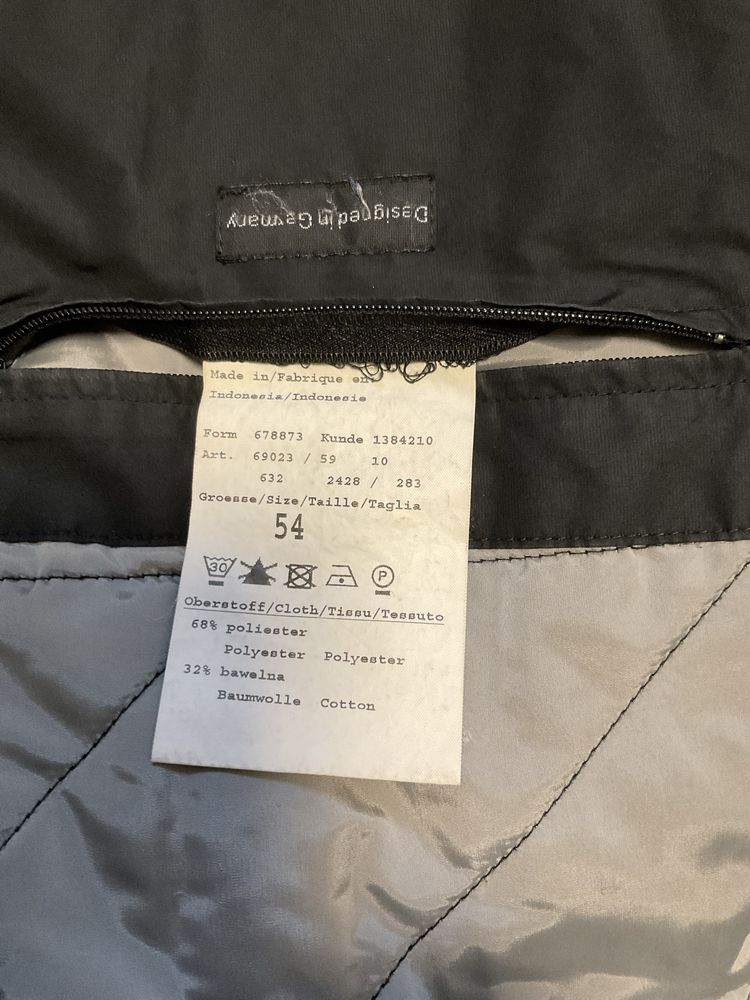 Designed in Germany
Made in/Fabrique en
Indonesia/Indonesie
Form 678873 Kunde 1384210
Art. 69023 / 59 10
632 2428 / 283
Groesse/Size/Taille/Taglia
54
30 P
Oberstoff/Cloth/Tissu/Tessuto
68% poliester
Polyester Polyester
32% bawelna
Baumwolle Cotton